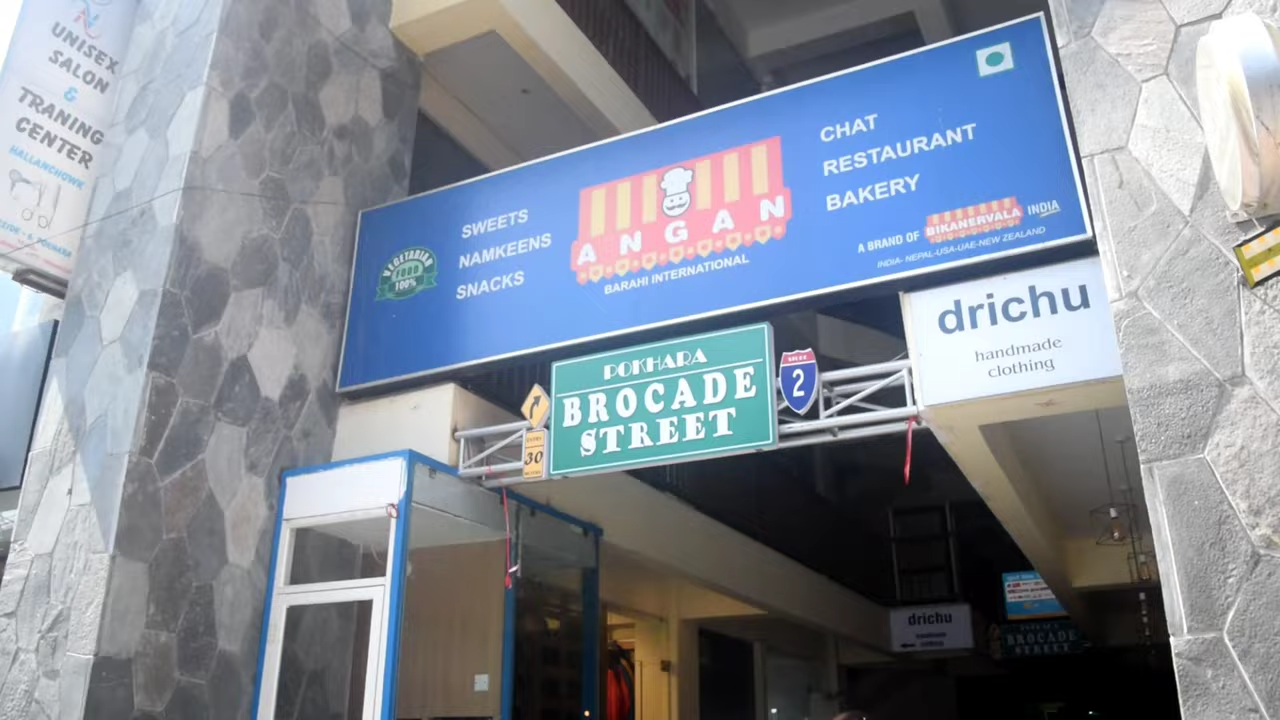 UNISEX
SALON
&
TRANING
CENTER
HALLANCHOWK
VEGETARIAN
FOOD
100%
SWEETS
NAMKEENS
SNACKS
ANGAN
BARAHI INTERNATIONAL
CHAT
RESTAURANT
BAKERY
A BRAND OF BIKANERVALA INDIA
INDIA- NEPAL-USA-UAE-NEW ZEALAND
POKHARA
BROCADE
STREET
30
2
drichu
handmade
clothing
drichu
handmade
clothing
BROCADE
STREET